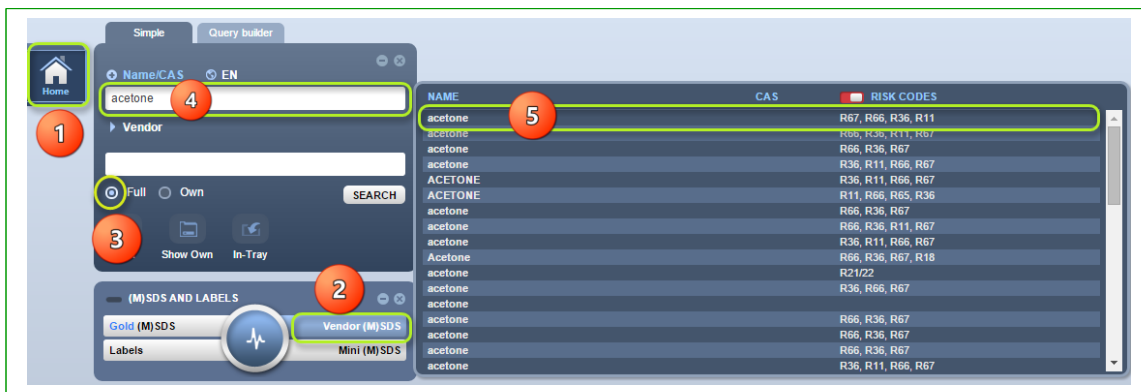 Simple Query builder
Home
1
Name/CAS EN
acetone
4
Vendor
Full Own
SEARCH
3
Show Own In-Tray
2
(M)SDS AND LABELS
Gold (M)SDS Vendor (M)SDS
Labels Mini (M)SDS
NAME CAS RISK CODES
5
acetone R67, R66, R36, R11
acetone R66, R36, R11, R67
acetone R66, R36, R67
acetone R36, R11, R66, R67
ACETONE R36, R11, R66, R67
ACETONE R11, R66, R65, R36
acetone R66, R36, R67
acetone R66, R36, R11, R67
acetone R36, R11, R66, R67
Acetone R66, R36, R67, R18
acetone R21/22
acetone R36, R66, R67
acetone
acetone R66, R36, R67
acetone R66, R36, R67
acetone R66, R36, R67
acetone R36, R11, R66, R67